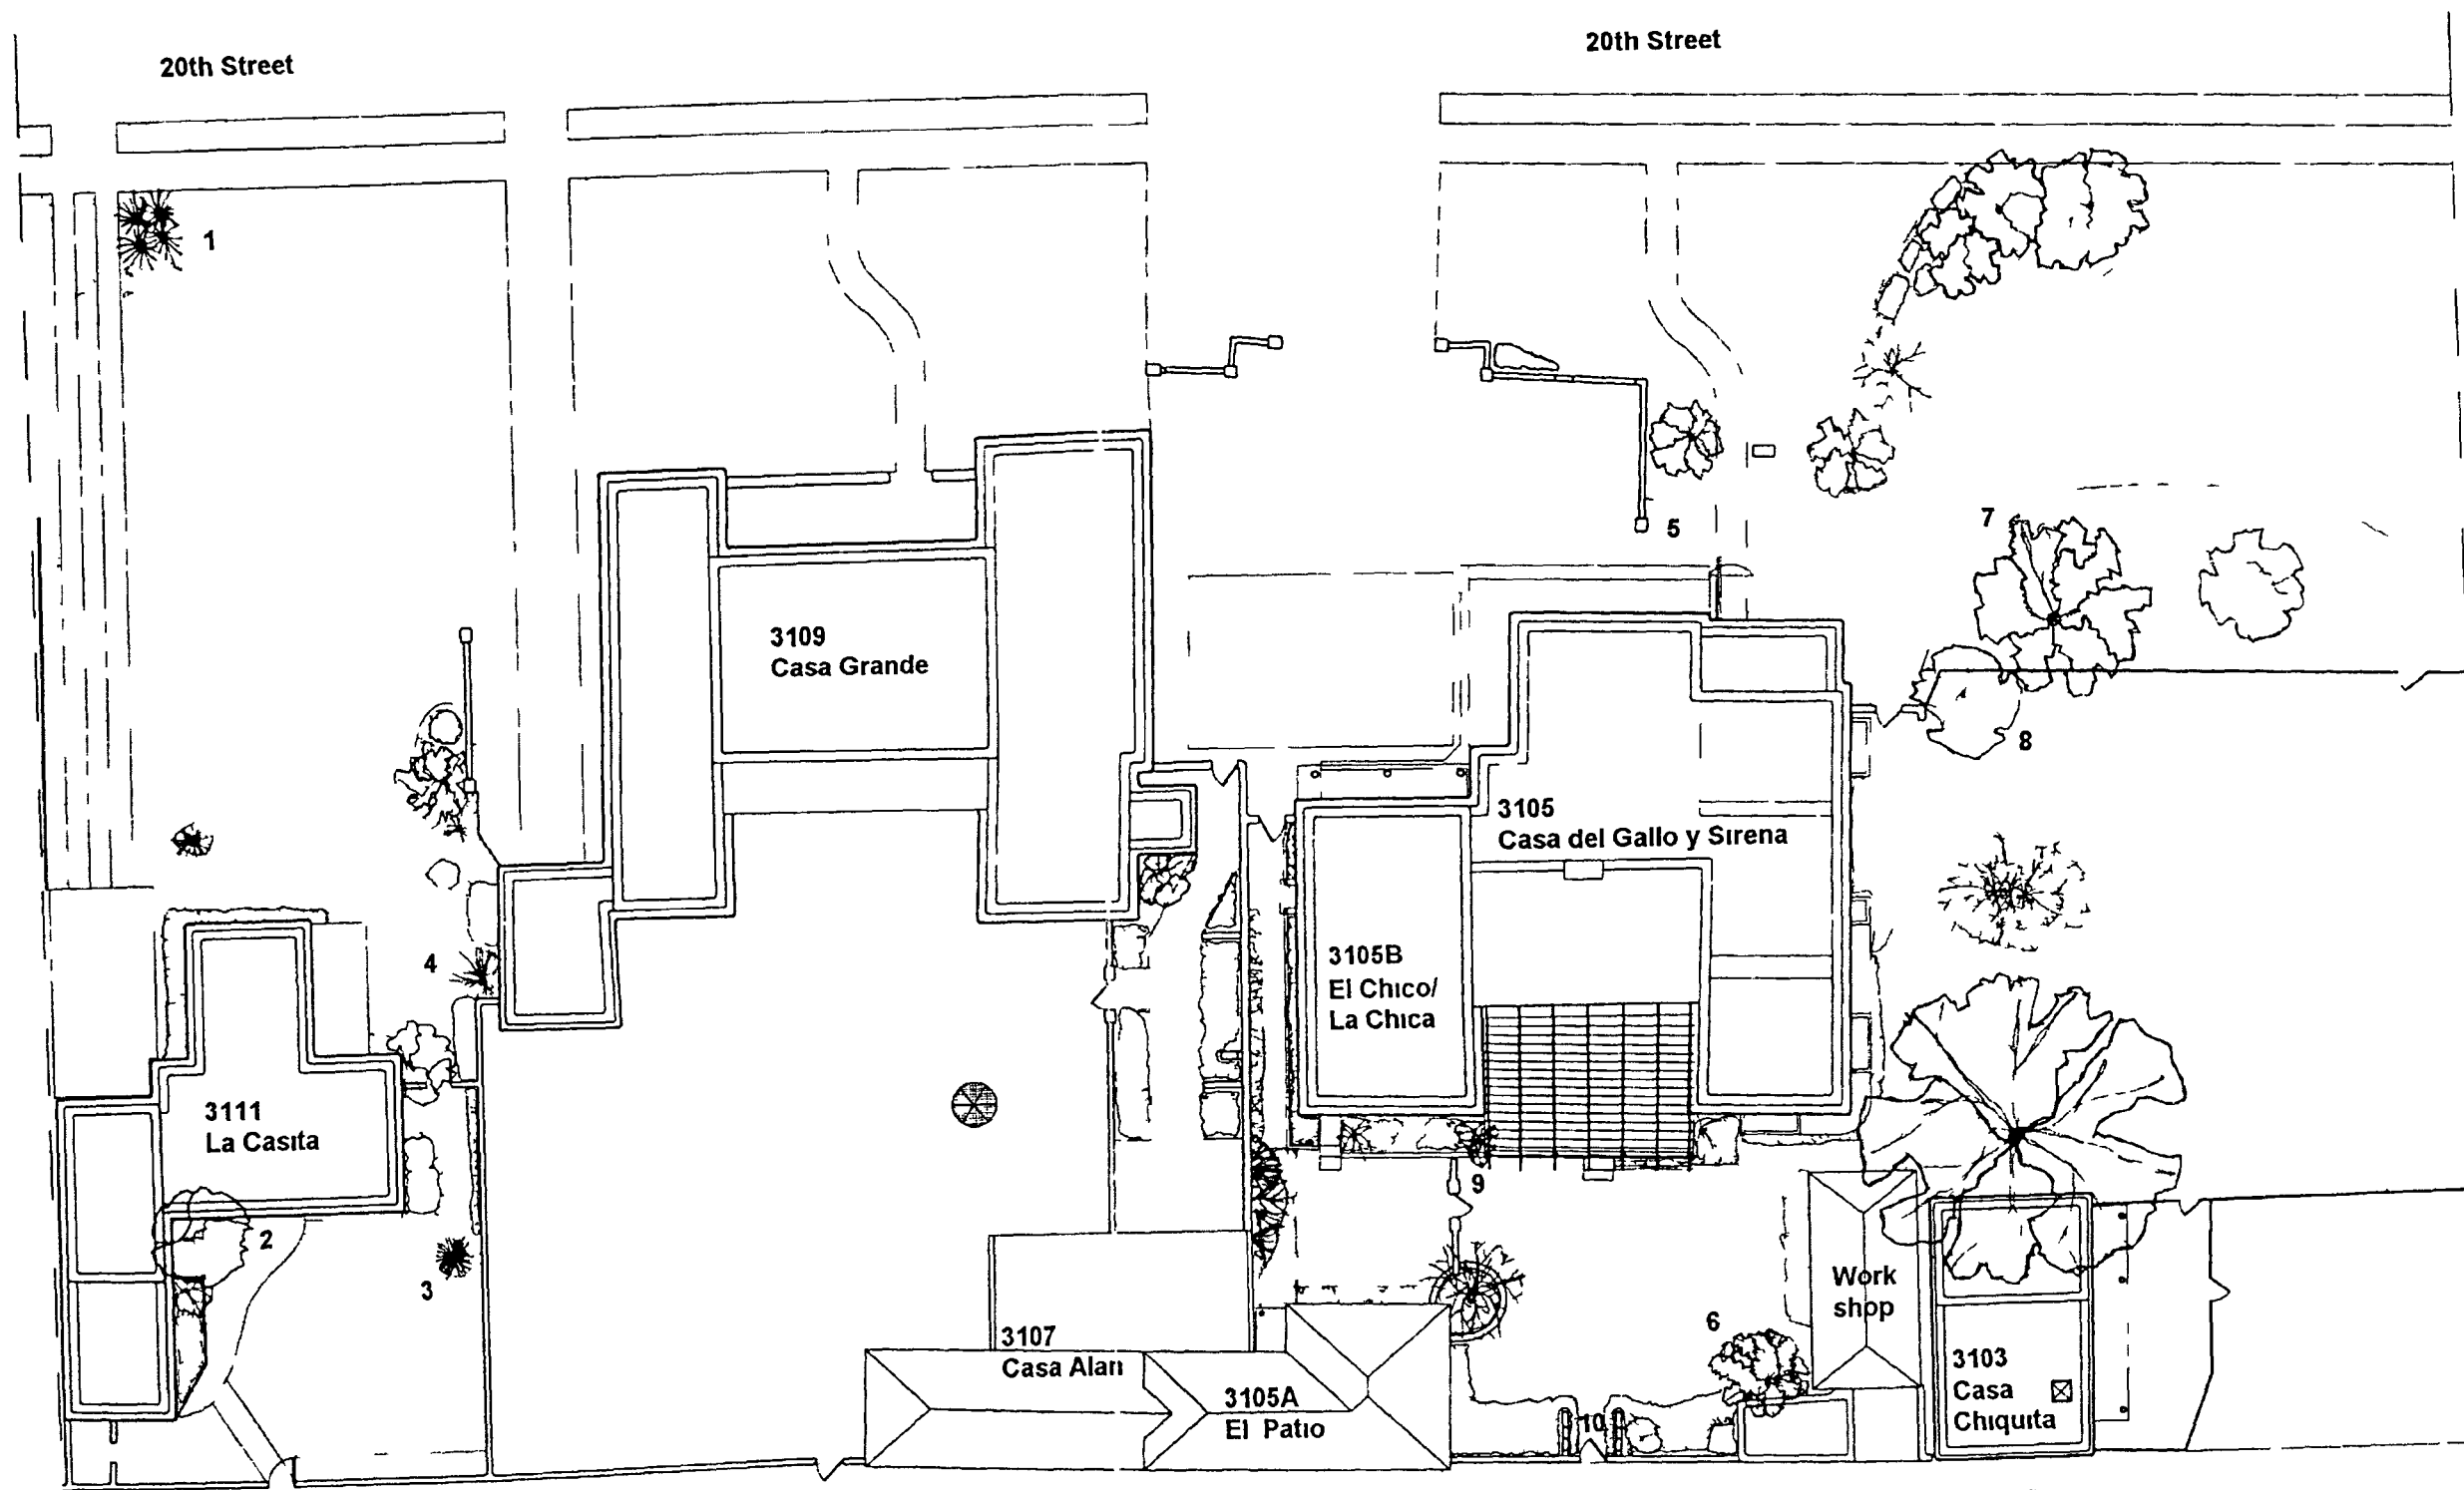 20th Street
20th Street
1
5
7
3109
Casa Grande
8
3105
Casa del Gallo y Sirena
4
3105B
El Chico/
La Chica
3111
La Casita
9
2
3
Work
shop
6
3107
Casa Alan
3103
Casa
Chiquita
3105A
El Patio
10